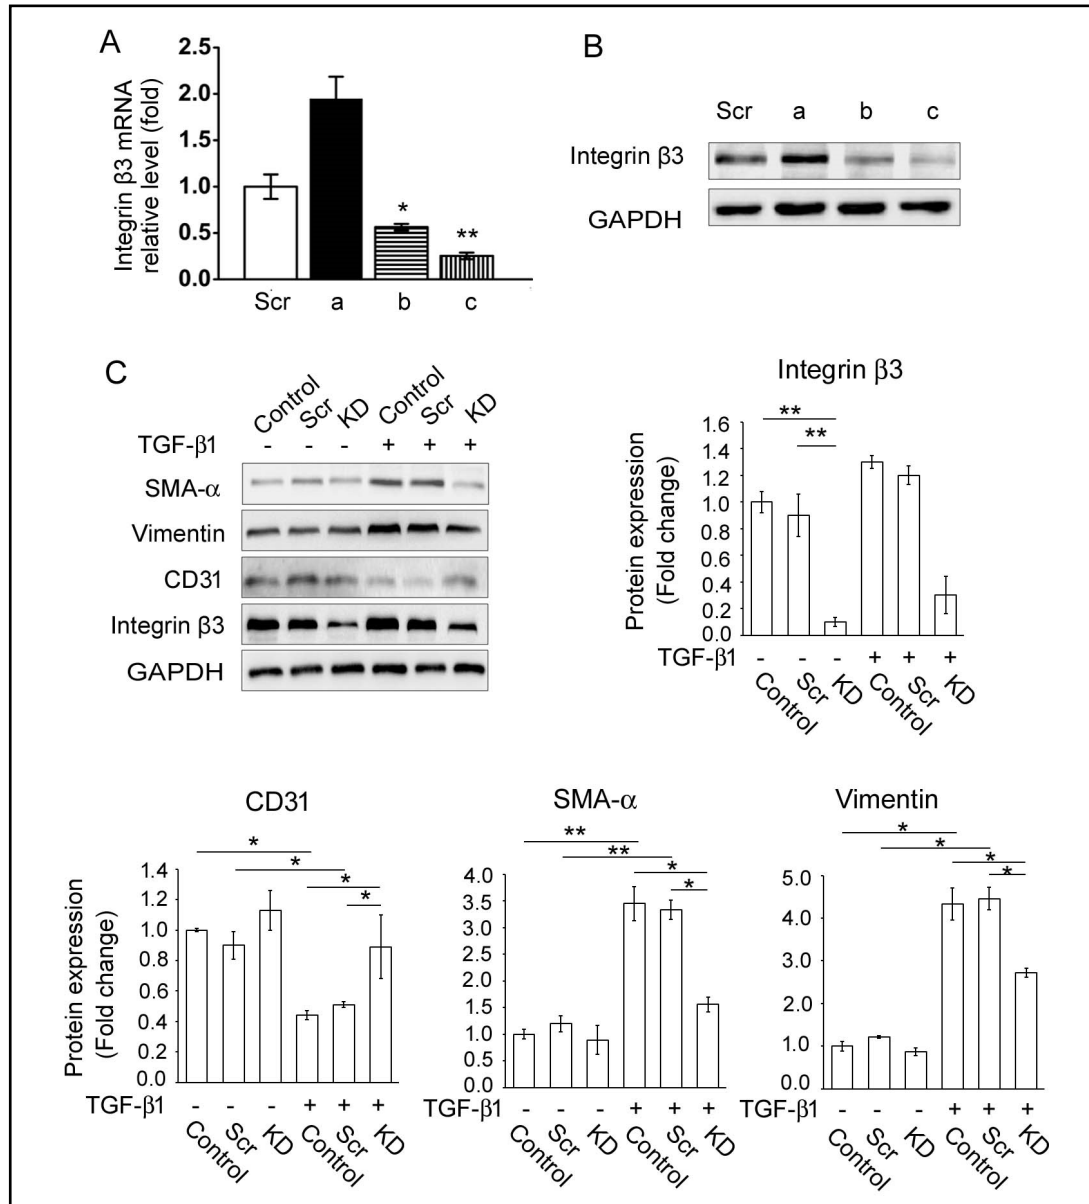 A
Integrin β3 mRNA
relative level (fold)
2.5
2.0
1.5
1.0
0.5
0.0
*
**
Scr a b c
B
Scr a b c
Integrin β3
GAPDH
C
Control Scr KD Control Scr KD
TGF-β1 - - - + + +
SMA-α
Vimentin
CD31
Integrin β3
GAPDH
Integrin β3
Protein expression
(Fold change)
**
**
1.6
1.4
1.2
1.0
0.8
0.6
0.4
0.2
0.0
TGF-β1 - - - + + +
Control Scr KD Control Scr KD
CD31
Protein expression
(Fold change)
*
*
*
*
1.4
1.2
1.0
0.8
0.6
0.4
0.2
0.0
TGF-β1 - - - + + +
Control Scr KD Control Scr KD
SMA-α
**
**
*
*
4.0
3.5
3.0
2.5
2.0
1.5
1.0
0.5
0.0
TGF-β1 - - - + + +
Control Scr KD Control Scr KD
Vimentin
*
*
*
*
5.0
4.0
3.0
2.0
1.0
0.0
TGF-β1 - - - + + +
Control Scr KD Control Scr KD